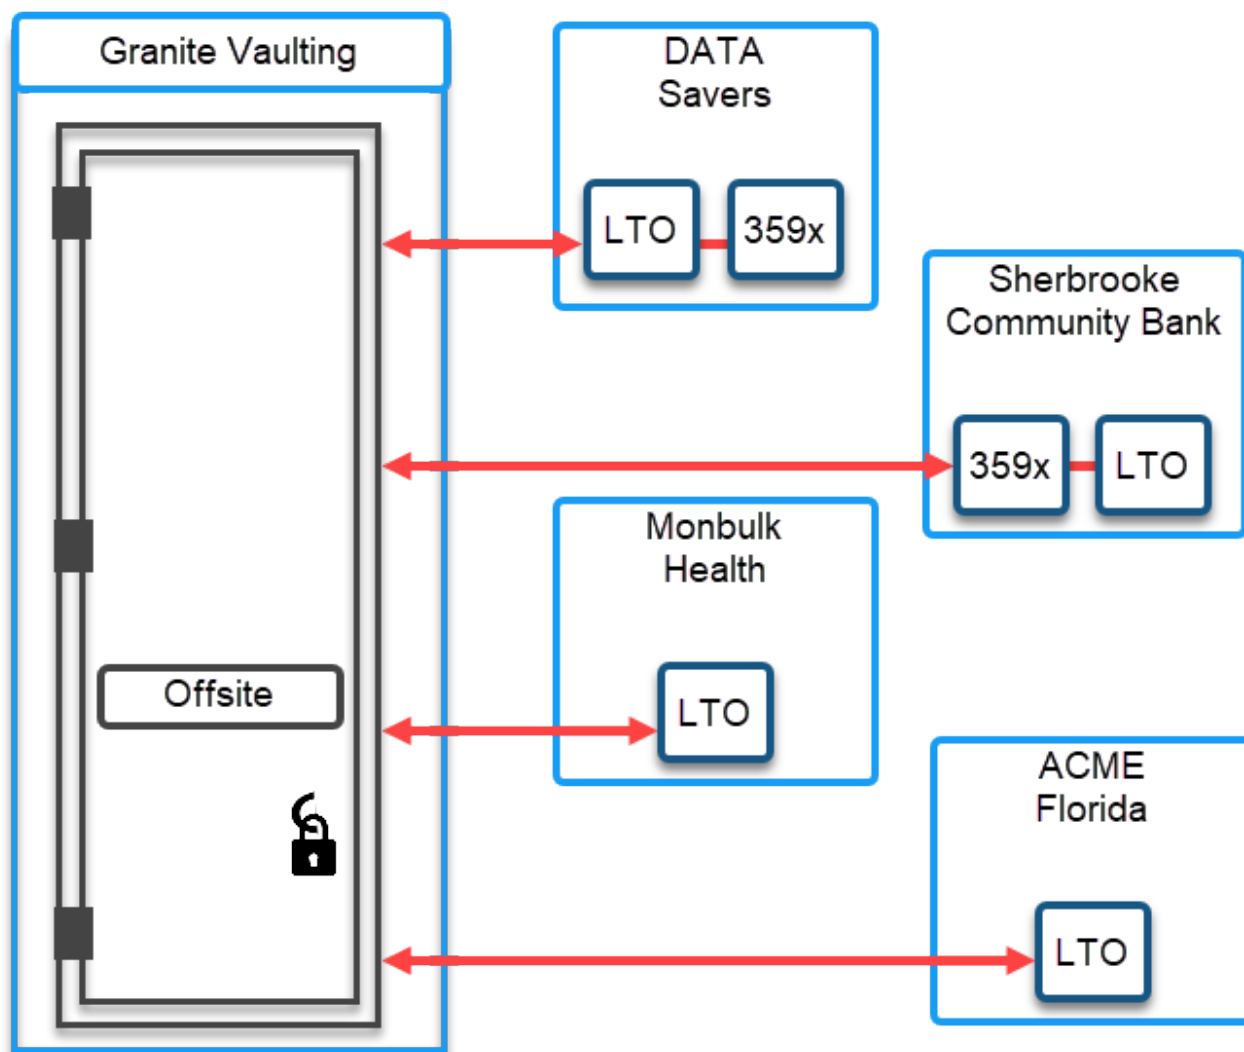 Granite Vaulting
DATA
Savers
LTO
359x
Sherbrooke
Community Bank
359x
LTO
Monbulk
Health
LTO
Offsite
ACME
Florida
LTO